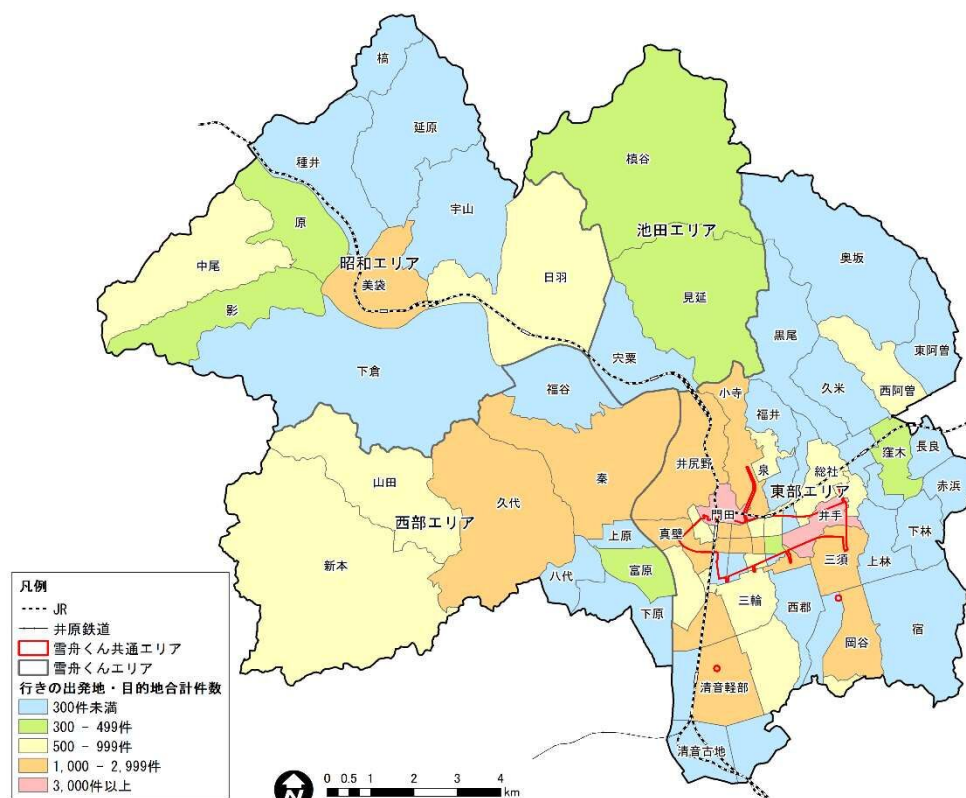 槁
延原
種井
槙谷
宇山
原
池田エリア
奥坂
中尾
昭和エリア
日羽
美袋
見延
影
黒尾
東阿曽
宍粟
久米
西阿曽
下倉
小寺
福谷
福井
窪木
長良
井尻野
泉
総社
赤浜
山田
秦
東部エリア
久代
門田
井手
西部エリア
下林
上原
真壁
三須
上林
新本
八代
富原
三輪
西郡
宿
下原
岡谷
清音軽部
清音古地
凡例
JR
井原鉄道
雪舟くん共通エリア
雪舟くんエリア
行きの出発地・目的地合計件数
300件未満
300 - 499件
500 - 999件
1,000 - 2,999件
3,000件以上
N
0 0.5 1 2 3 4
km